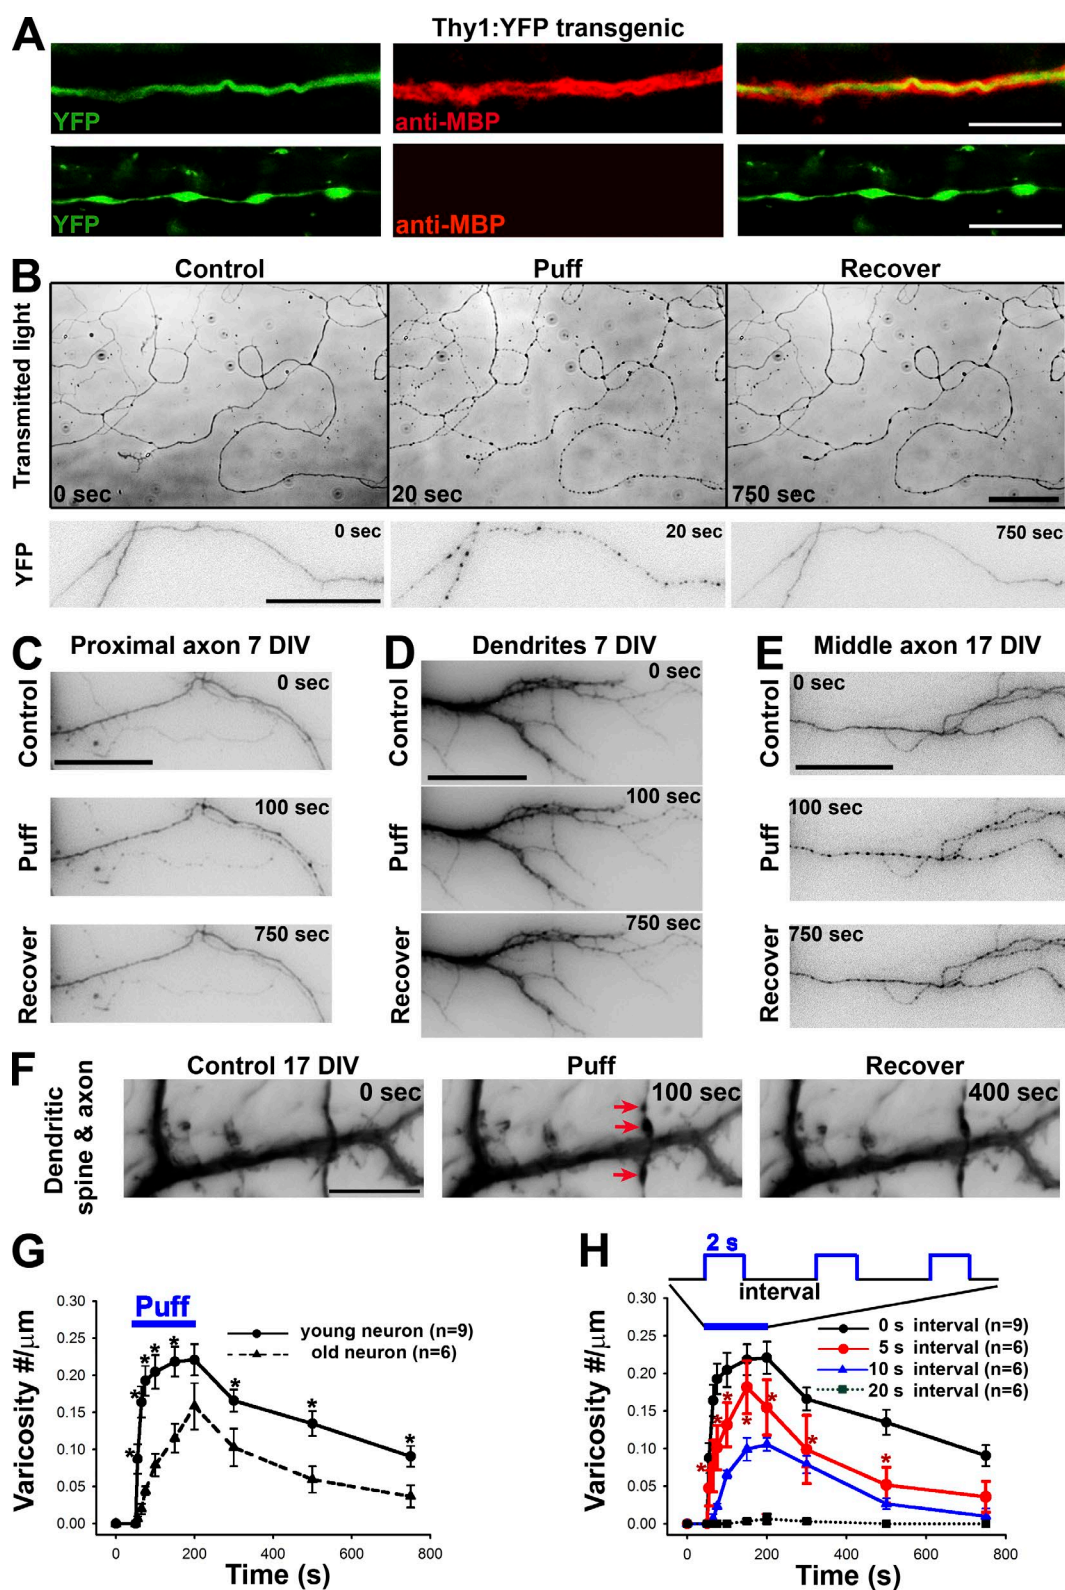 A
Thy1:YFP transgenic
YFP
anti-MBP
YFP
anti-MBP
B
Control
Puff
Recover
Transmitted light
0 sec
20 sec
750 sec
YFP
0 sec
20 sec
750 sec
C
Proximal axon 7 DIV
Control
0 sec
Puff
100 sec
Recover
750 sec
D
Dendrites 7 DIV
Control
0 sec
Puff
100 sec
Recover
750 sec
E
Middle axon 17 DIV
Control
0 sec
Puff
100 sec
Recover
750 sec
F
Control 17 DIV
Puff
Recover
Dendritic
spine & axon
0 sec
100 sec
400 sec
G
Puff
young neuron (n=9)
old neuron (n=6)
Varicosity #/μm
0.30
0.25
0.20
0.15
0.10
0.05
0.00
* * * * * * * *
0
200
400
600
800
Time (s)
H
2 s
interval
0 s interval (n=9)
5 s interval (n=6)
10 s interval (n=6)
20 s interval (n=6)
Varicosity #/μm
0.30
0.25
0.20
0.15
0.10
0.05
0.00
* * * * * * *
0
200
400
600
800
Time (s)